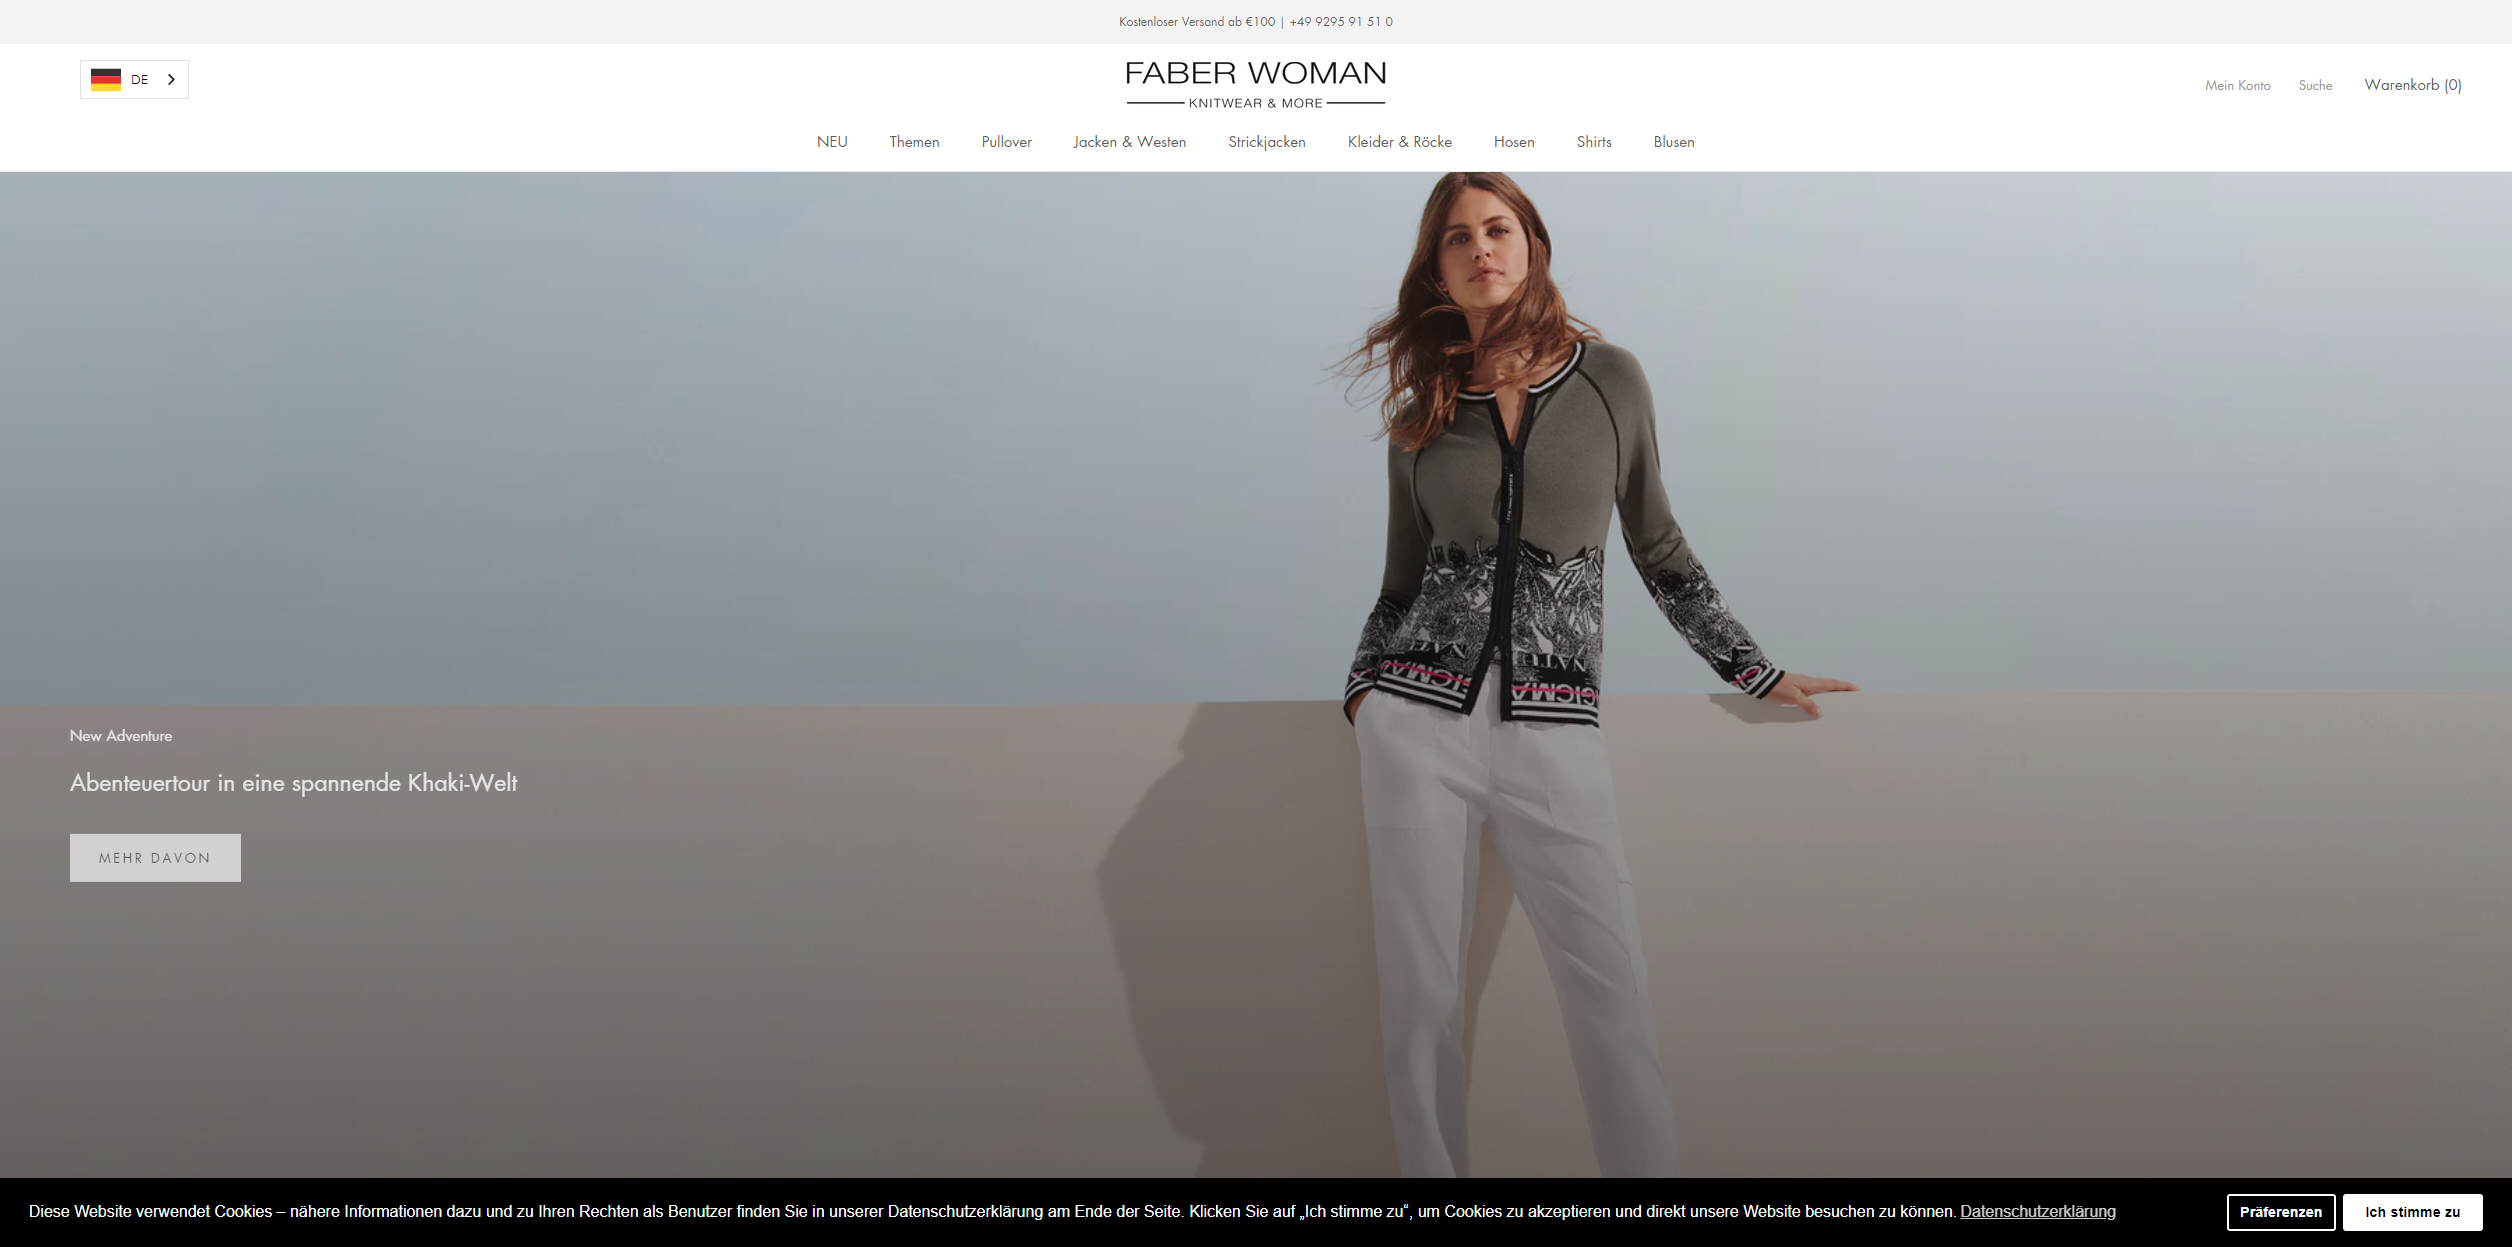 Kostenloser Versand ab €100 | +49 9295 91 51 0
DE
FABER WOMAN
KNITWEAR & MORE
Mein Konto Suche Warenkorb (0)
NEU Themen Pullover Jacken & Westen Strickjacken Kleider & Röcke Hosen Shirts Blusen
New Adventure
Abenteuertour in eine spannende Khaki-Welt
MEHR DAVON
Diese Website verwendet Cookies – nähere Informationen dazu und zu Ihren Rechten als Benutzer finden Sie in unserer Datenschutzerklärung am Ende der Seite. Klicken Sie auf „Ich stimme zu“, um Cookies zu akzeptieren und direkt unsere Website besuchen zu können. Datenschutzerklärung
Präferenzen Ich stimme zu